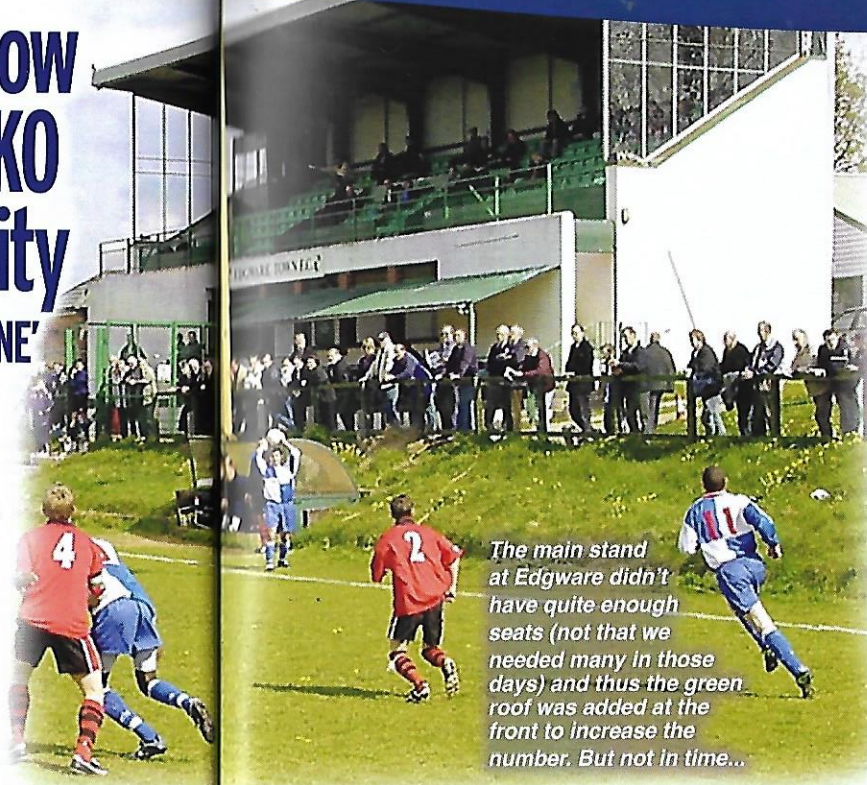 OW
KO
ity
NE'
EDGWARE TOWN F.C.
4
2
11
The main stand
at Edgware didn't
have quite enough
seats (not that we
needed many in those
days) and thus the green
roof was added at the
front to increase the
number. But not in time...